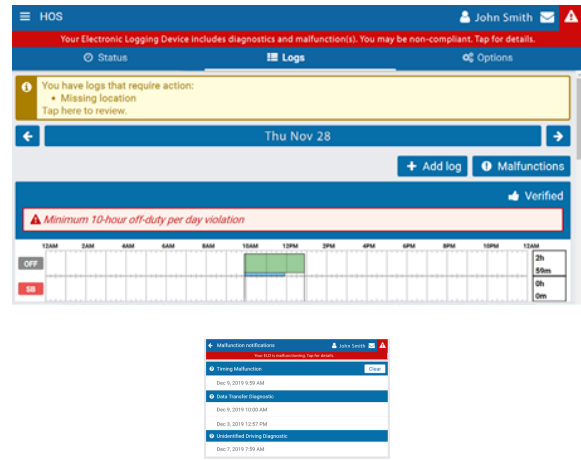 HOS
John Smith
Your Electronic Logging Device includes diagnostics and malfunction(s). You may be non-compliant. Tap for details.
Status
Logs
Options
You have logs that require action:
• Missing location
Tap here to review.
Thu Nov 28
+ Add log
Malfunctions
Verified
Minimum 10-hour off-duty per day violation
12AM 2AM 4AM 6AM 8AM 10AM 12PM 2PM 4PM 6PM 8PM 10PM 12AM
OFF
2h
59m
SB
0h
0m
Malfunction notifications
John Smith
Your ELD is malfunctioning. Tap for details.
Timing Malfunction
Clear
Dec 9, 2019 9:59 AM
Data Transfer Diagnostic
Dec 9, 2019 10:00 AM
Dec 3, 2019 12:57 PM
Unidentified Driving Diagnostic
Dec 7, 2019 7:59 AM